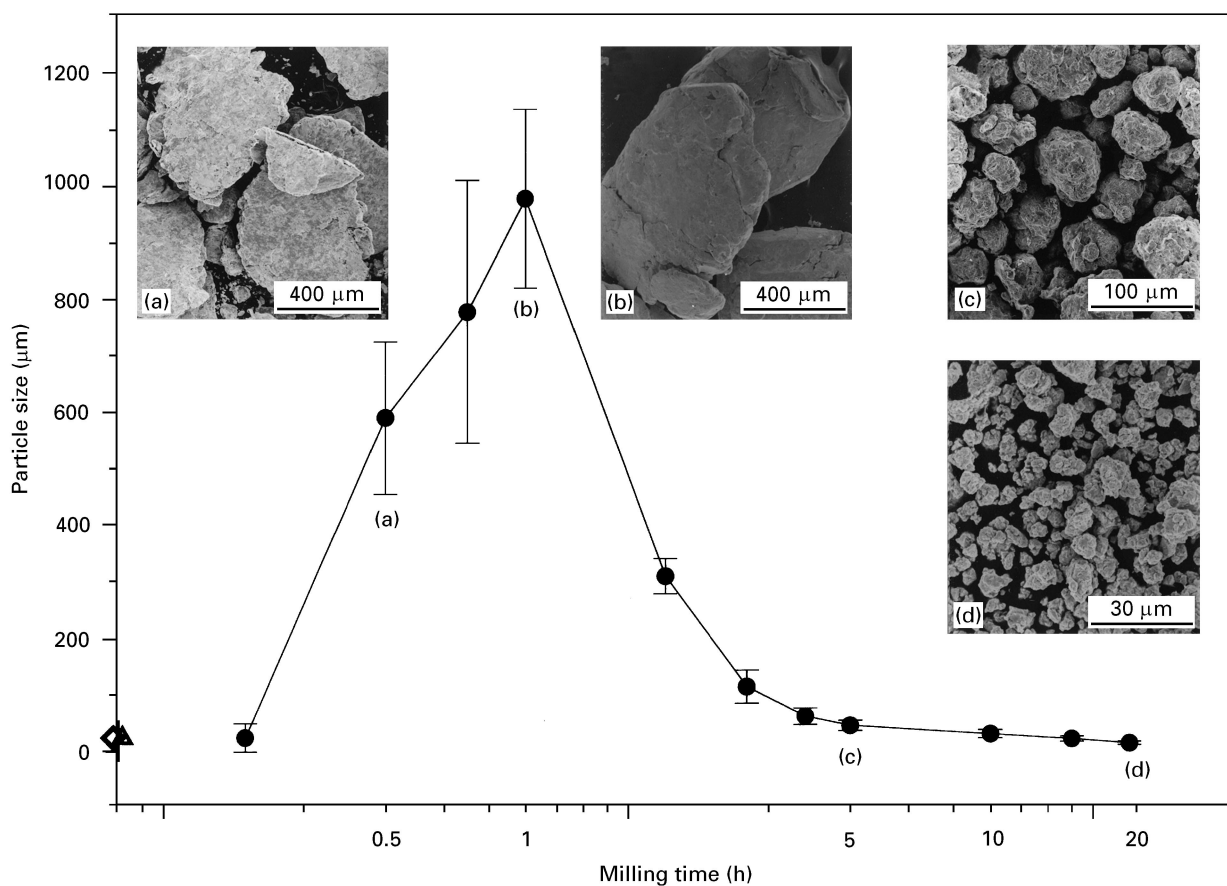 1200
1000
800
600
400
200
0
Particle size (μm)
(a)
400 μm
(b)
400 μm
(c)
100 μm
(d)
30 μm
(a)
(b)
(c)
(d)
0.5
1
5
10
20
Milling time (h)